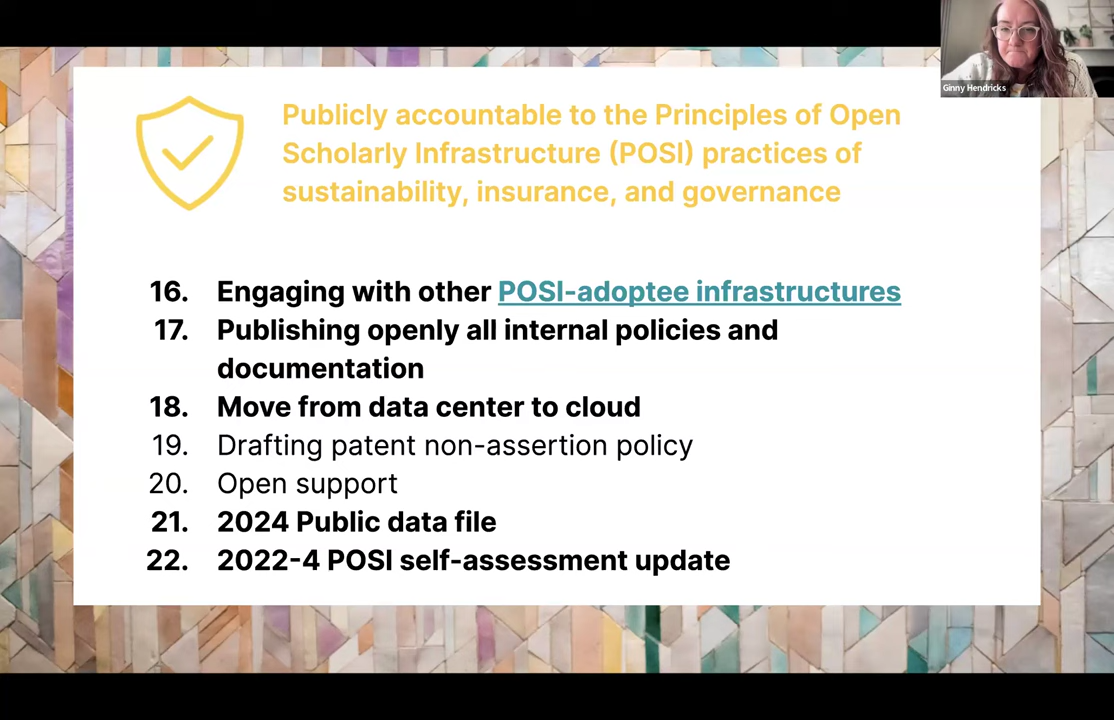 Ginny Hendricks
Publicly accountable to the Principles of Open
Scholarly Infrastructure (POSI) practices of
sustainability, insurance, and governance
16. Engaging with other POSI-adoptee infrastructures
17. Publishing openly all internal policies and
documentation
18. Move from data center to cloud
19. Drafting patent non-assertion policy
20. Open support
21. 2024 Public data file
22. 2022-4 POSI self-assessment update